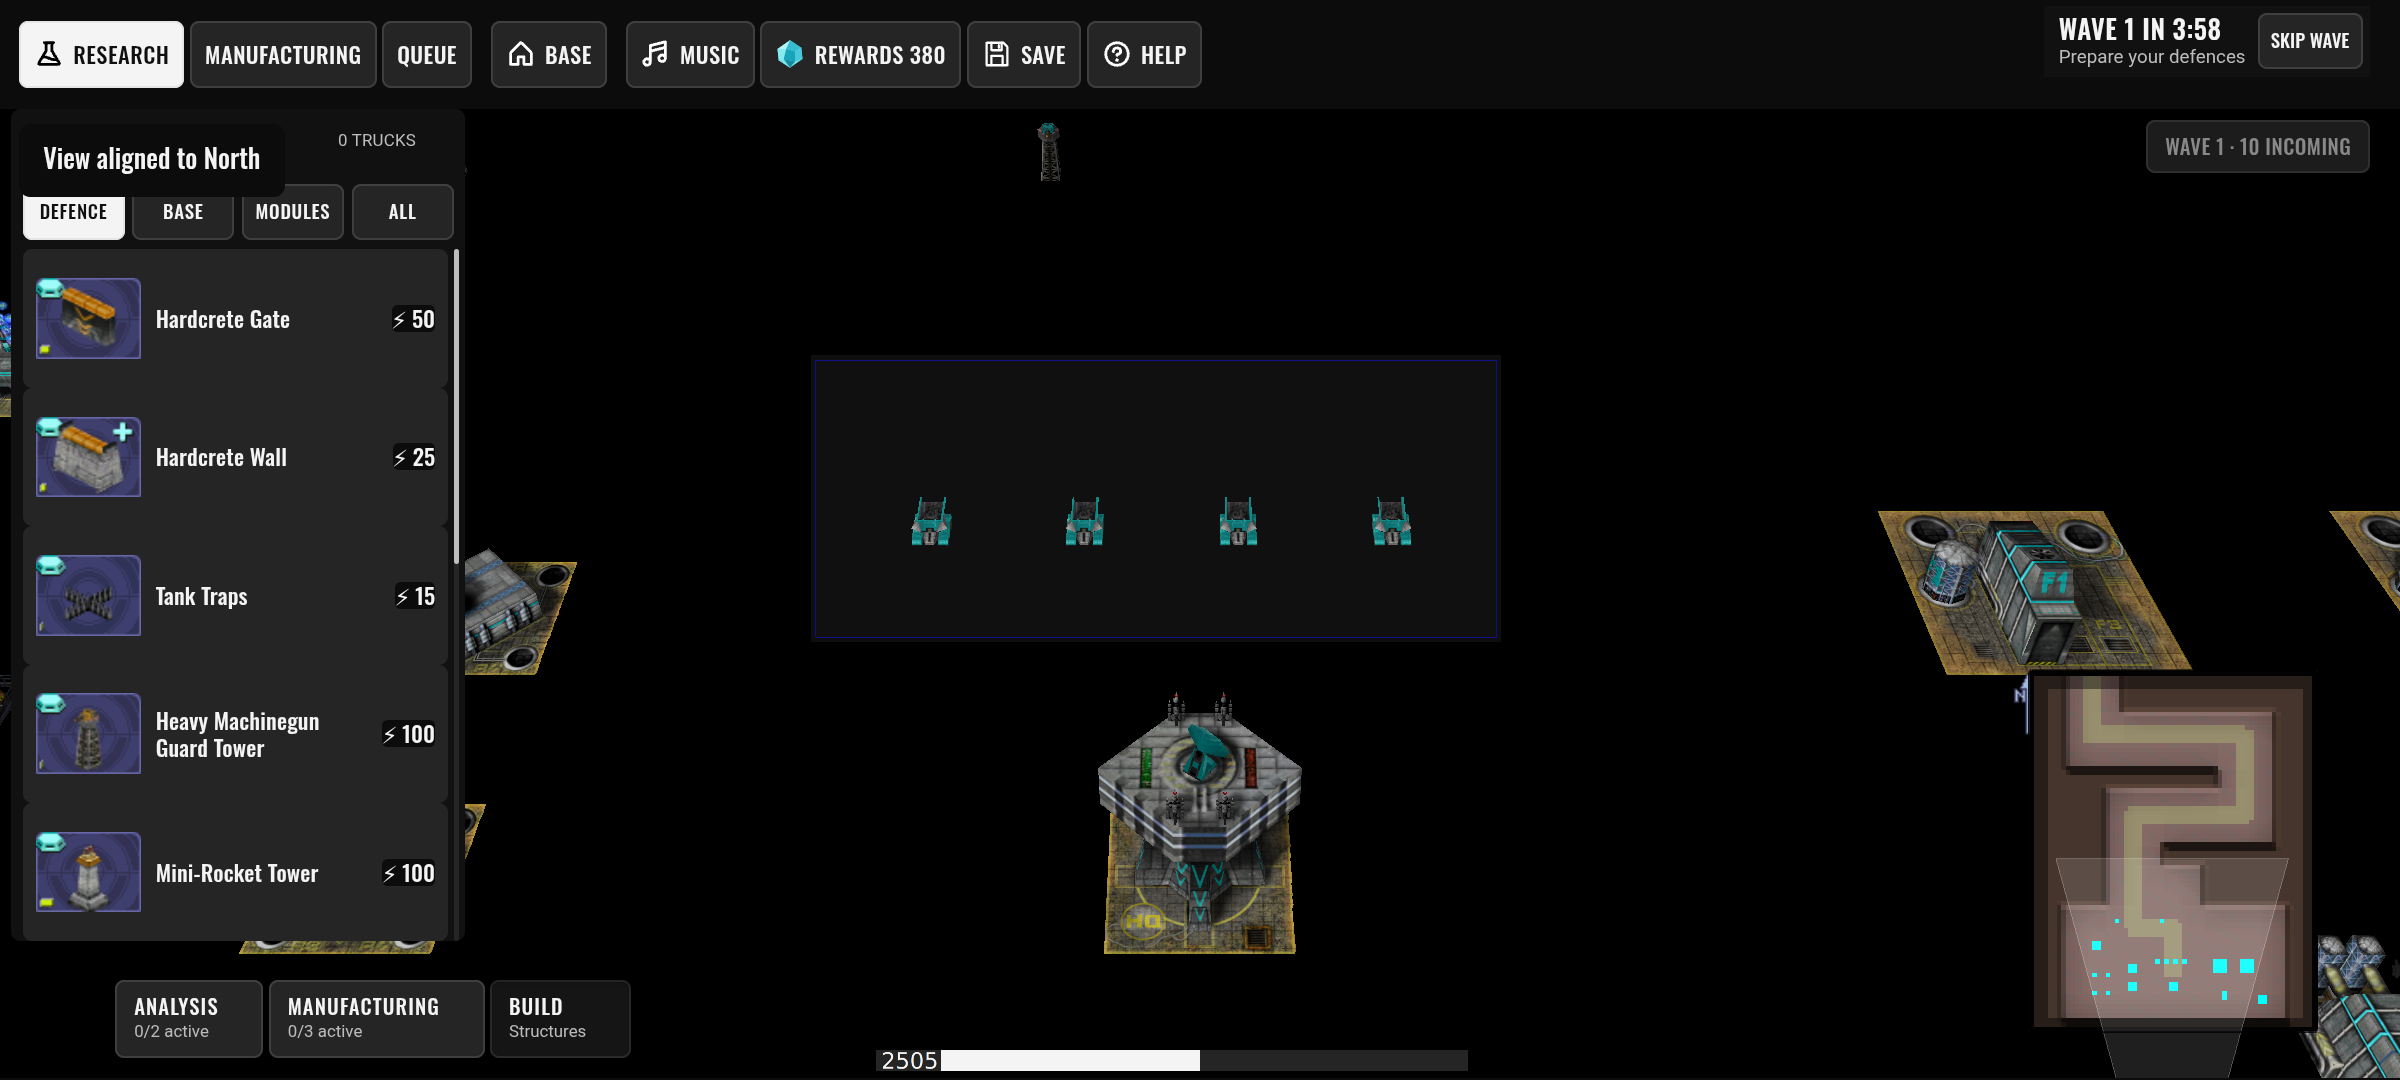 RESEARCH
MANUFACTURING
QUEUE
BASE
MUSIC
REWARDS 380
SAVE
HELP
WAVE 1 IN 3:58
Prepare your defences
SKIP WAVE
View aligned to North
0 TRUCKS
WAVE 1 · 10 INCOMING
DEFENCE
BASE
MODULES
ALL
Hardcrete Gate
⚡ 50
Hardcrete Wall
⚡ 25
Tank Traps
⚡ 15
Heavy Machinegun
Guard Tower
⚡ 100
Mini-Rocket Tower
⚡ 100
F1
F3
N
HQ
ANALYSIS
0/2 active
MANUFACTURING
0/3 active
BUILD
Structures
2505